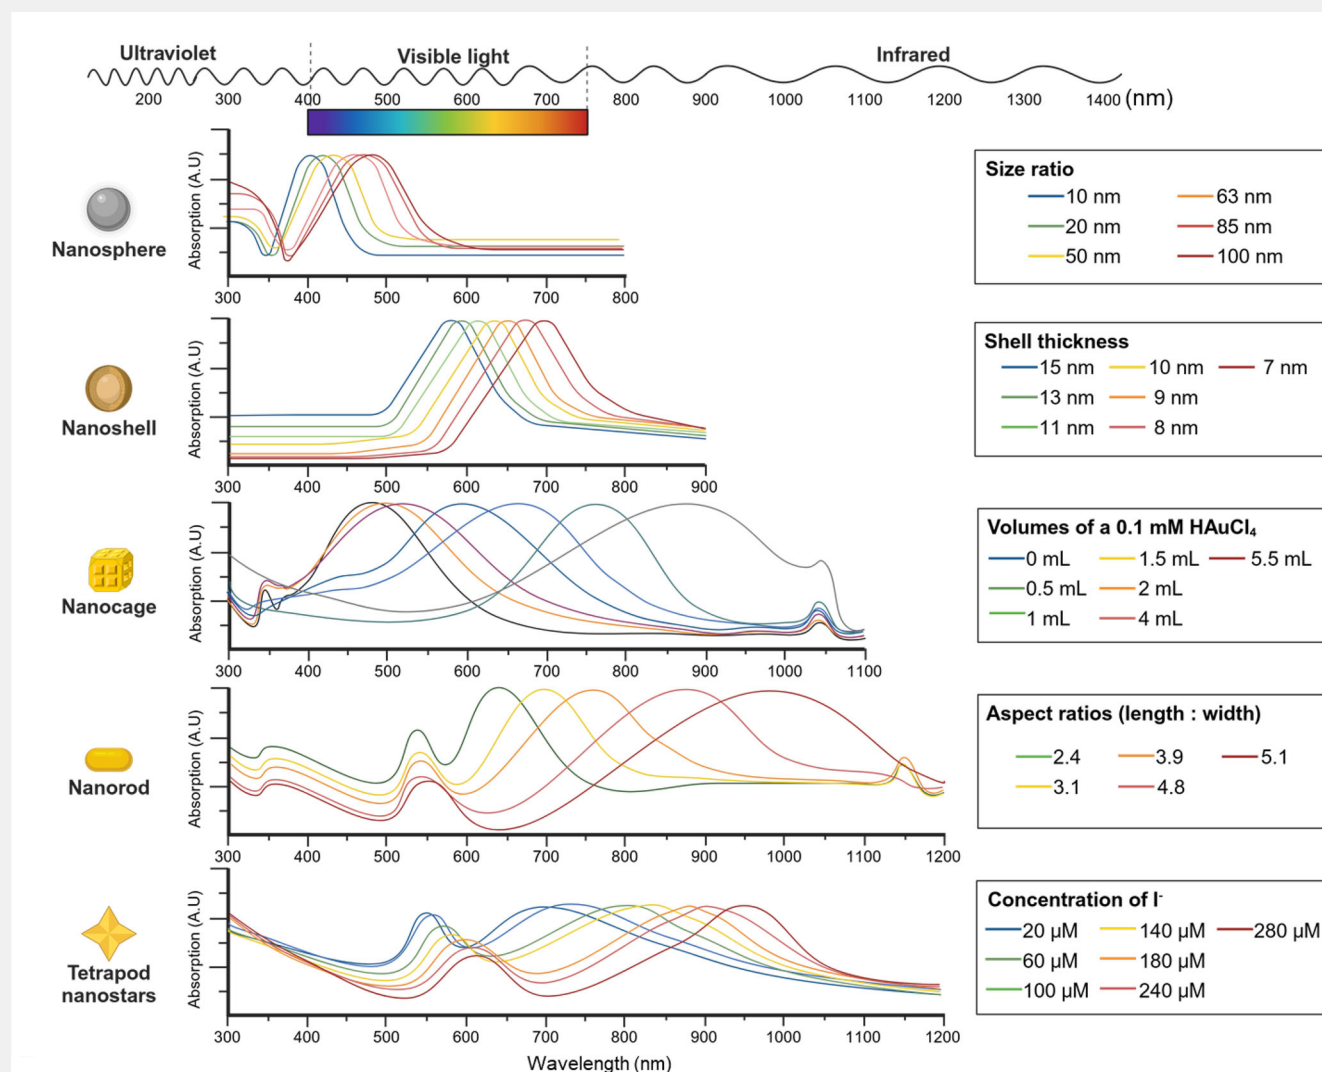 Ultraviolet Visible light Infrared
200 300 400 500 600 700 800 900 1000 1100 1200 1300 1400 (nm)
Nanosphere
Absorption (A.U)
300 400 500 600 700 800
Size ratio
10 nm 63 nm
20 nm 85 nm
50 nm 100 nm
Nanoshell
Absorption (A.U)
300 400 500 600 700 800 900
Shell thickness
15 nm 10 nm 7 nm
13 nm 9 nm
11 nm 8 nm
Nanocage
Absorption (A.U)
300 400 500 600 700 800 900 1000 1100
Volumes of a 0.1 mM HAuCl₄
0 mL 1.5 mL 5.5 mL
0.5 mL 2 mL
1 mL 4 mL
Nanorod
Absorption (A.U)
300 400 500 600 700 800 900 1000 1100 1200
Aspect ratios (length : width)
2.4 3.9 5.1
3.1 4.8
Tetrapod
nanostars
Absorption (A.U)
300 400 500 600 700 800 900 1000 1100 1200
Wavelength (nm)
Concentration of I⁻
20 µM 140 µM 280 µM
60 µM 180 µM
100 µM 240 µM